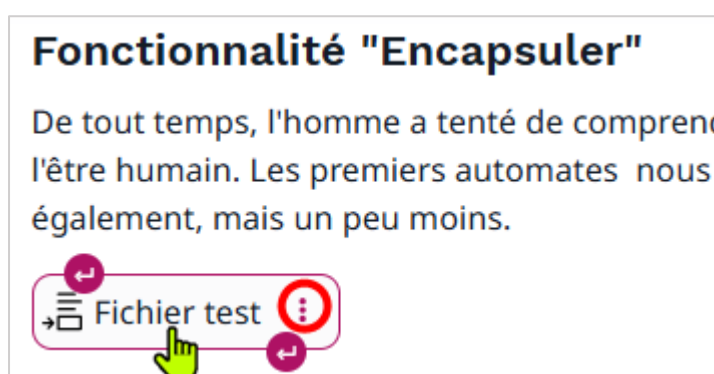 Fonctionnalité "Encapsuler"
De tout temps, l'homme a tenté de comprend
l'être humain. Les premiers automates  nous
également, mais un peu moins.
Fichier test